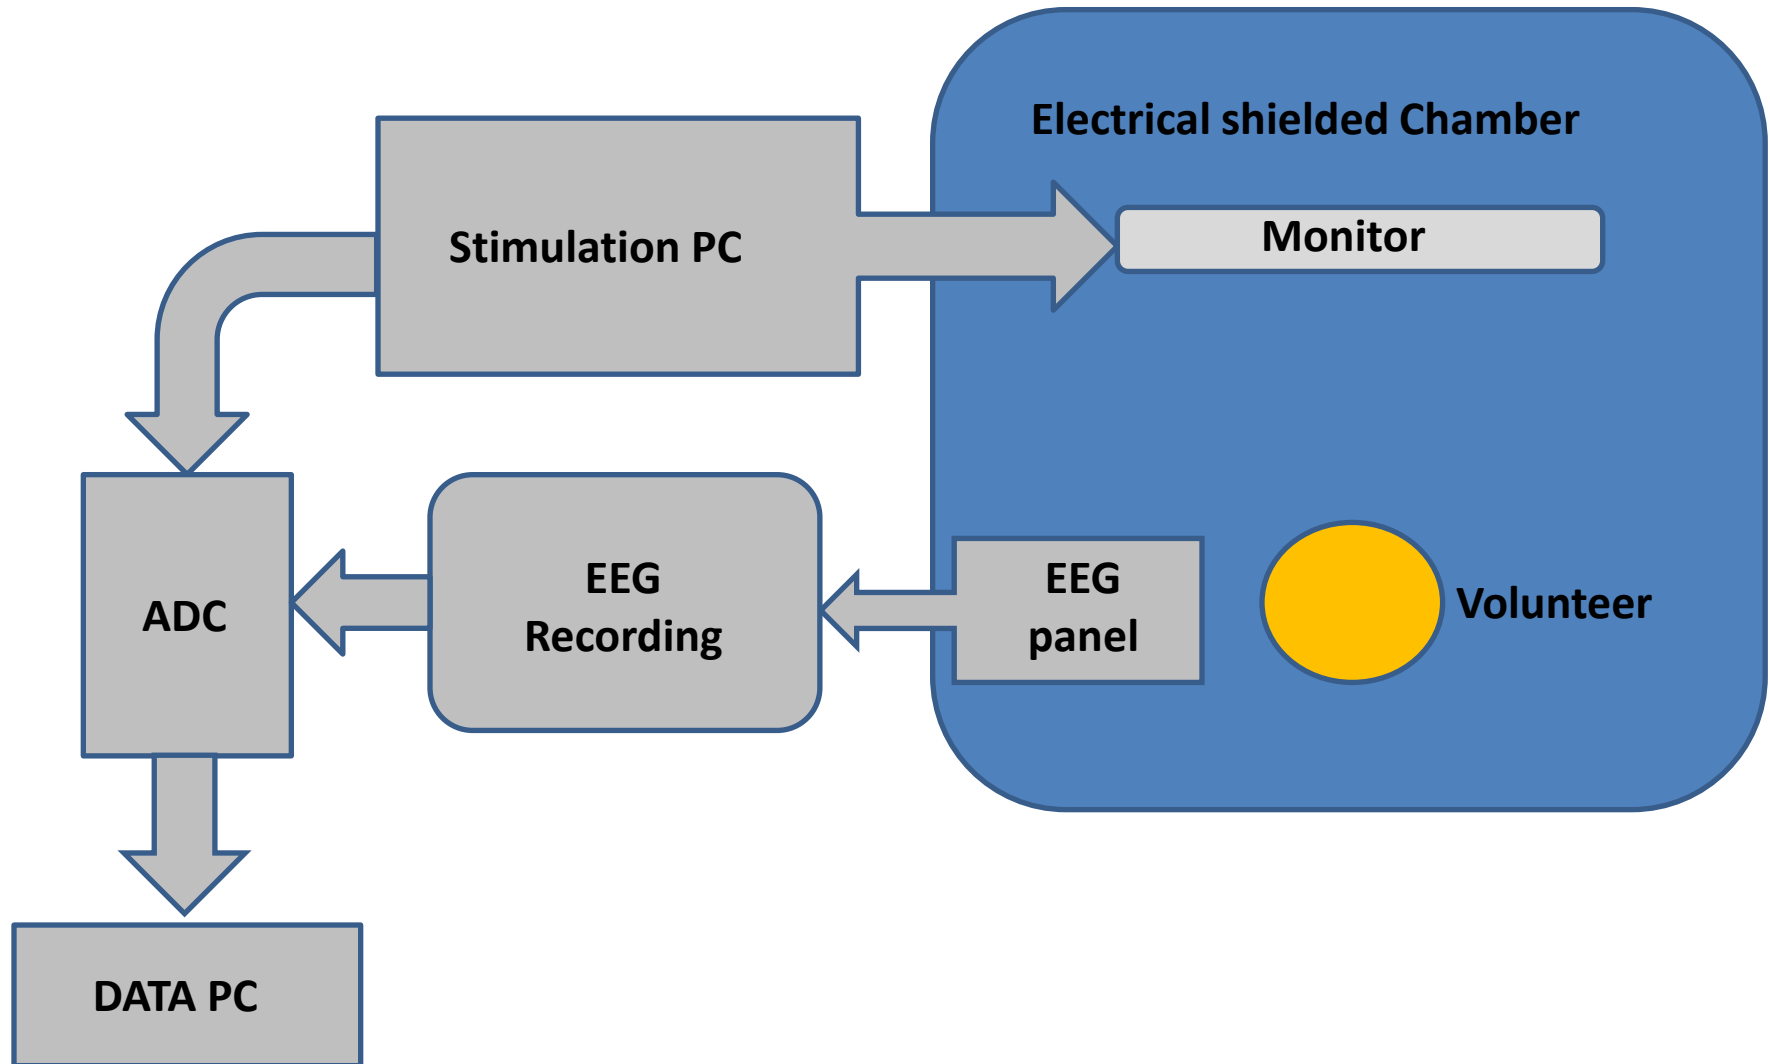 Electrical shielded Chamber
Stimulation PC
Monitor
ADC
EEG
Recording
EEG
panel
Volunteer
DATA PC